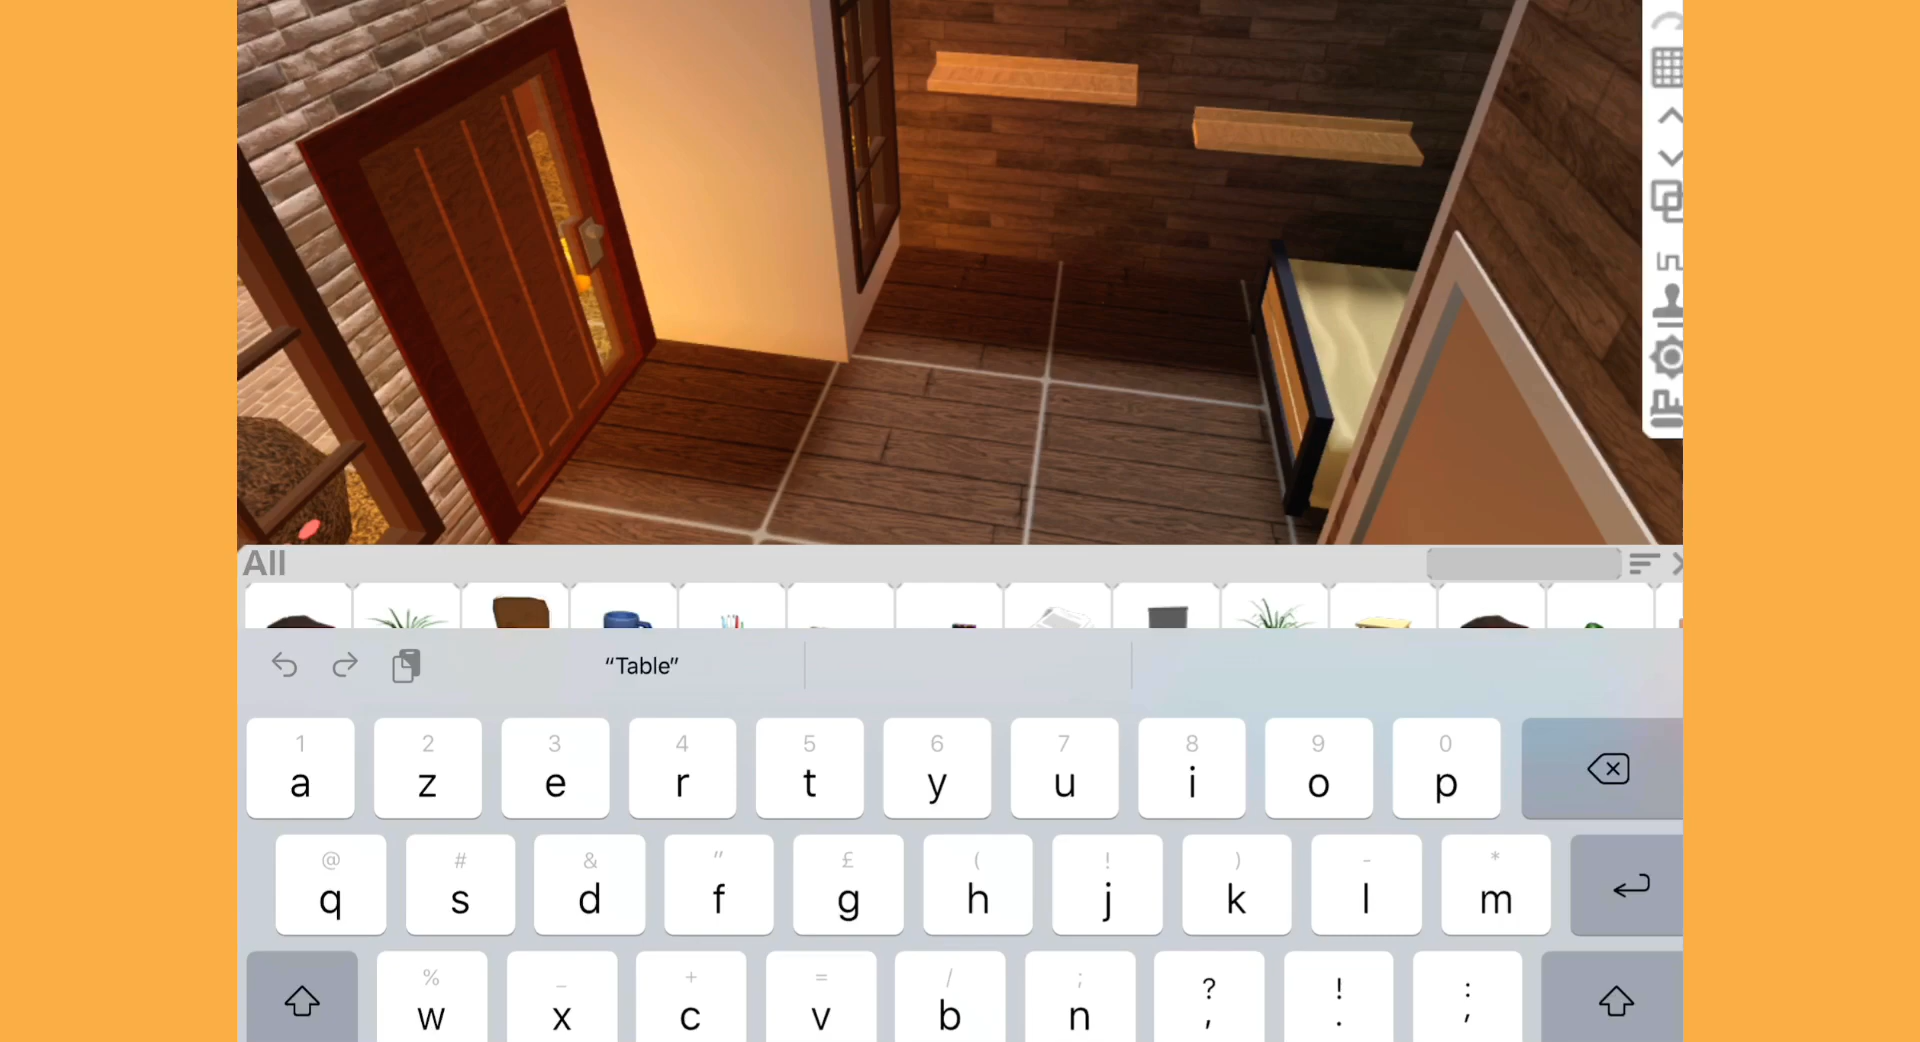 All
“Table”
1 2 3 4 5 6 7 8 9 0
a z e r t y u i o p
@ # & " £ ( ! ) - *
q s d f g h j k l m
% _ + = / ; ? ! :
w x c v b n , . ,